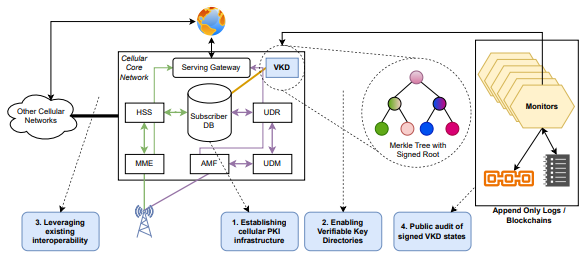 Cellular
Core
Network
Serving Gateway
VKD
Other Cellular
Networks
HSS
Subscriber
DB
UDR
MME
AMF
UDM
Merkle Tree with
Signed Root
Monitors
Append Only Logs /
Blockchains
3. Leveraging
existing
interoperability
1. Establishing
cellular PKI
infrastructure
2. Enabling
Verifiable Key
Directories
4. Public audit of
signed VKD states